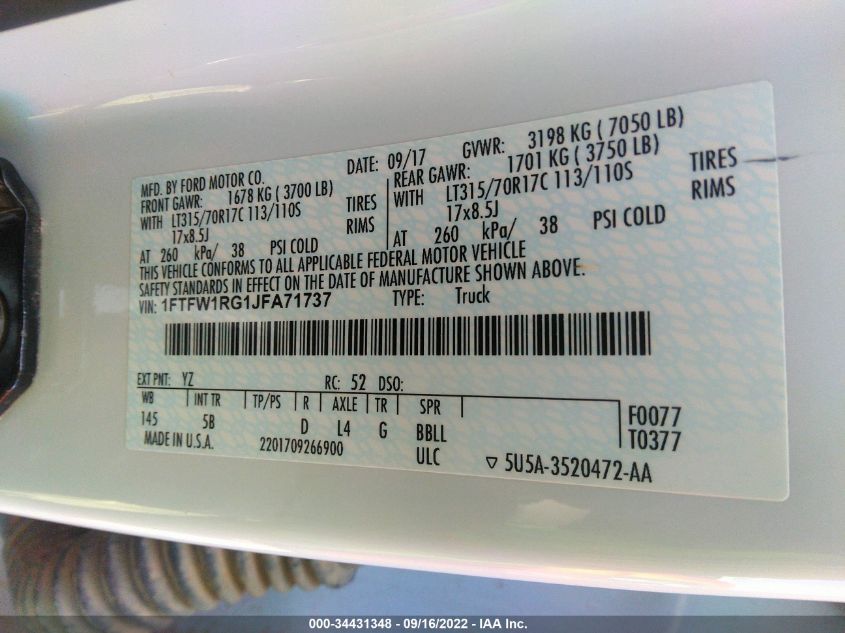 MFD. BY FORD MOTOR CO. DATE: 09/17 GVWR: 3198 KG ( 7050 LB)
FRONT GAWR: 1678 KG ( 3700 LB) REAR GAWR: 1701 KG ( 3750 LB)
WITH LT315/70R17C 113/110S TIRES WITH LT315/70R17C 113/110S TIRES
17x8.5J RIMS 17x8.5J RIMS
AT 260 kPa/ 38 PSI COLD AT 260 kPa/ 38 PSI COLD
THIS VEHICLE CONFORMS TO ALL APPLICABLE FEDERAL MOTOR VEHICLE
SAFETY STANDARDS IN EFFECT ON THE DATE OF MANUFACTURE SHOWN ABOVE.
VIN: 1FTFW1RG1JFA71737 TYPE: Truck
EXT PNT: YZ RC: 52 DSO:
WB INT TR TP/PS R AXLE TR SPR
145 5B D L4 G BBLL F0077
ULC T0377
MADE IN U.S.A. 2201709266900 5U5A-3520472-AA
000-34431348 - 09/16/2022 - IAA Inc.